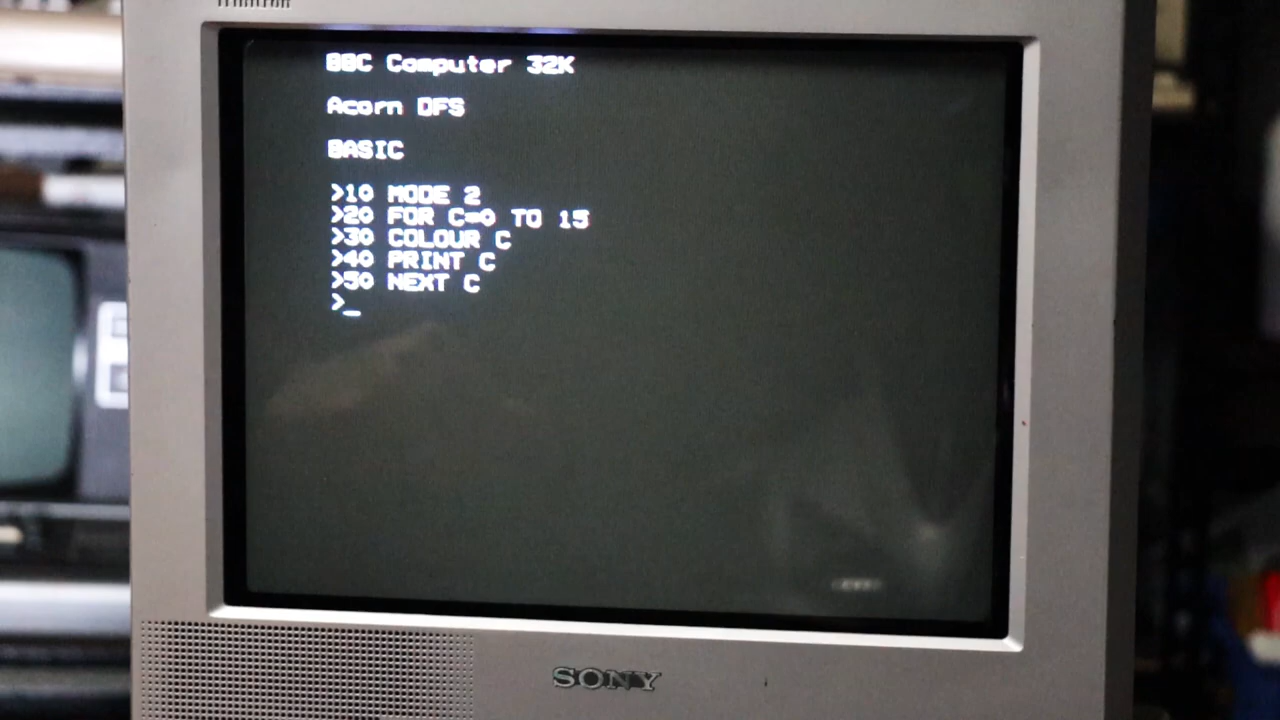 BBC Computer 32K
Acorn DFS
BASIC
>10 MODE 2
>20 FOR C=0 TO 15
>30 COLOUR C
>40 PRINT C
>50 NEXT C
>_
SONY